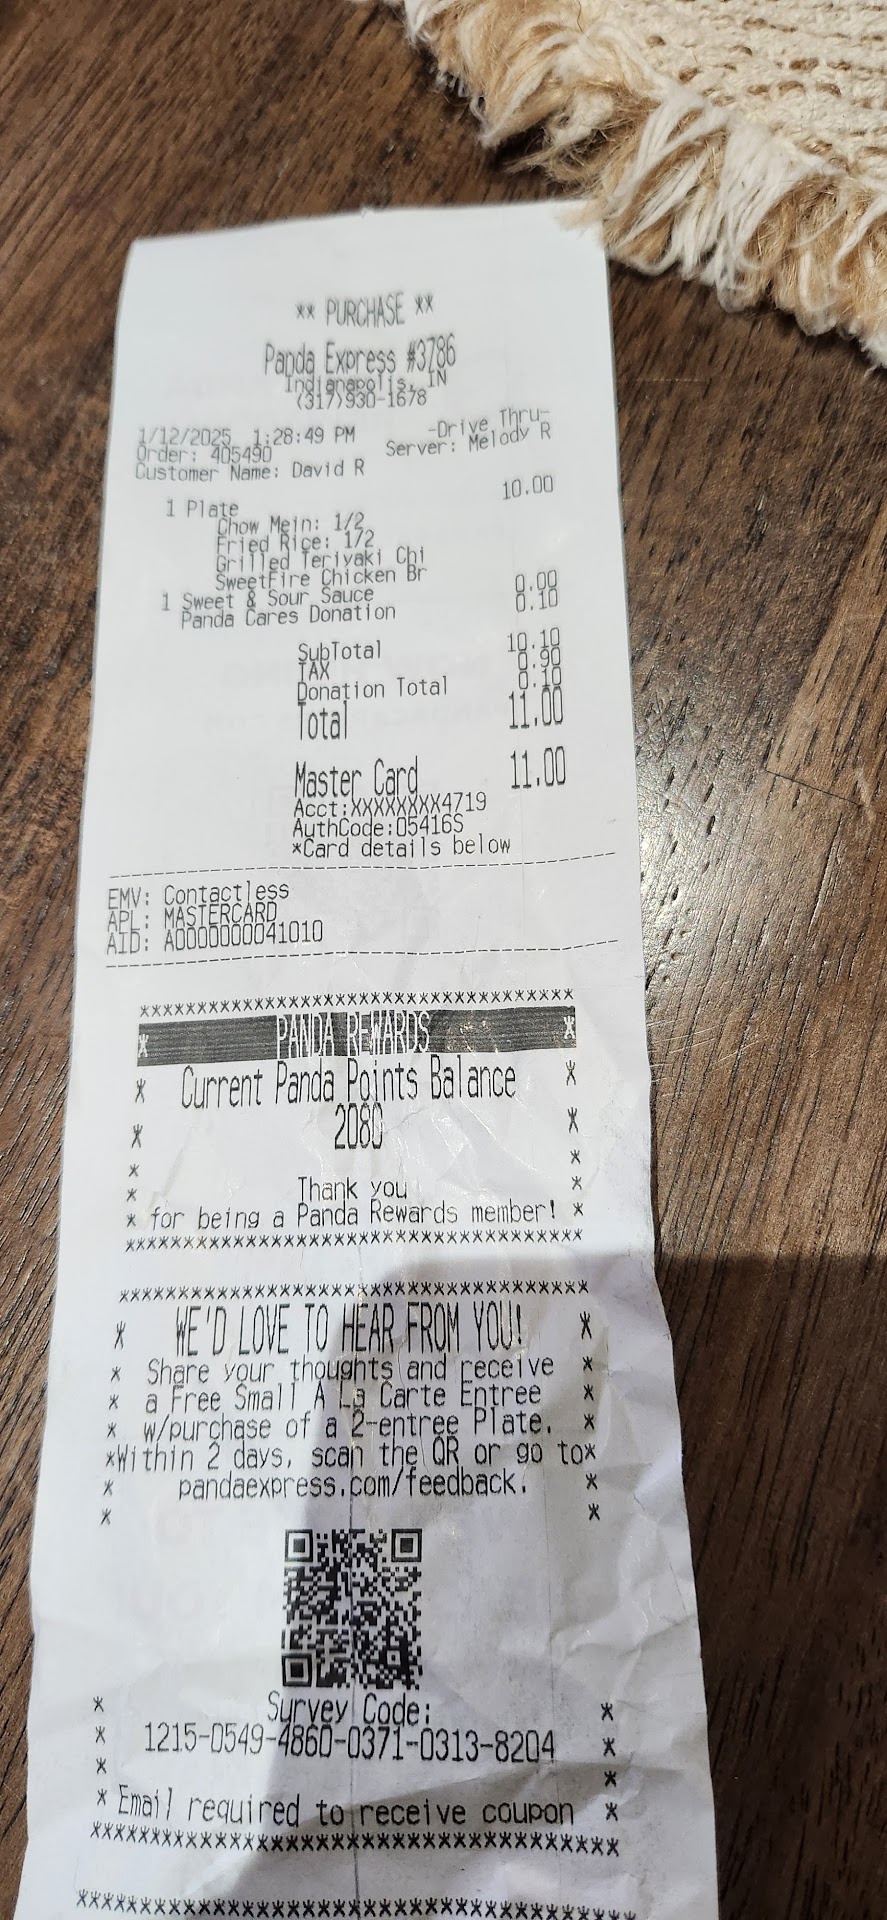 ** PURCHASE **
Panda Express #3786
Indianapolis, IN
(317)930-1678
1/12/2025 1:28:49 PM -Drive Thru-
Order: 405490 Server: Melody R
Customer Name: David R
10.00
1 Plate
Chow Mein: 1/2
Fried Rice: 1/2
Grilled Teriyaki Chi
SweetFire Chicken Br
1 Sweet & Sour Sauce 0.00
Panda Cares Donation 0.10
SubTotal 10.10
TAX 0.90
Donation Total 0.10
Total 11.00
Master Card 11.00
Acct:XXXXXXXX4719
AuthCode:05416S
*Card details below
EMV: Contactless
APL: MASTERCARD
AID: A0000000041010
***************************************
* PANDA REWARDS *
* Current Panda Points Balance *
* 2080 *
* *
* Thank you *
* for being a Panda Rewards member! *
***************************************
***************************************
* WE'D LOVE TO HEAR FROM YOU! *
* Share your thoughts and receive *
* a Free Small A La Carte Entree *
* w/purchase of a 2-entree Plate. *
*Within 2 days, scan the QR or go to*
* pandaexpress.com/feedback. *
* *
* Survey Code: *
* 1215-0549-4860-0371-0313-8204 *
* *
* Email required to receive coupon *
***************************************
***************************************